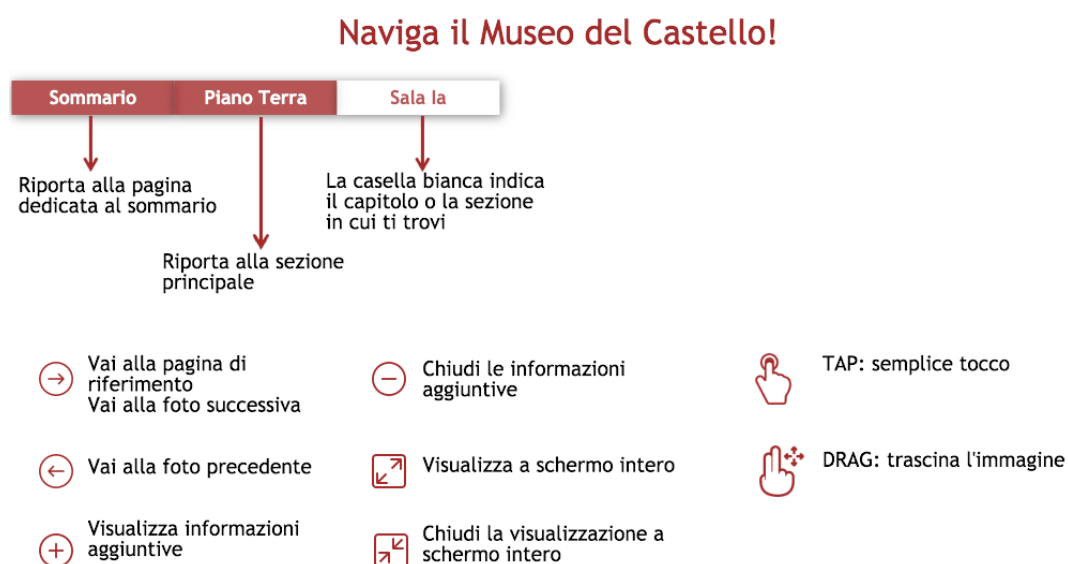 Naviga il Museo del Castello!
Sommario
Piano Terra
Sala Ia
Riporta alla pagina
dedicata al sommario
La casella bianca indica
il capitolo o la sezione
in cui ti trovi
Riporta alla sezione
principale
Vai alla pagina di
riferimento
Vai alla foto successiva
Chiudi le informazioni
aggiuntive
TAP: semplice tocco
Vai alla foto precedente
Visualizza a schermo intero
DRAG: trascina l'immagine
Visualizza informazioni
aggiuntive
Chiudi la visualizzazione a
schermo intero